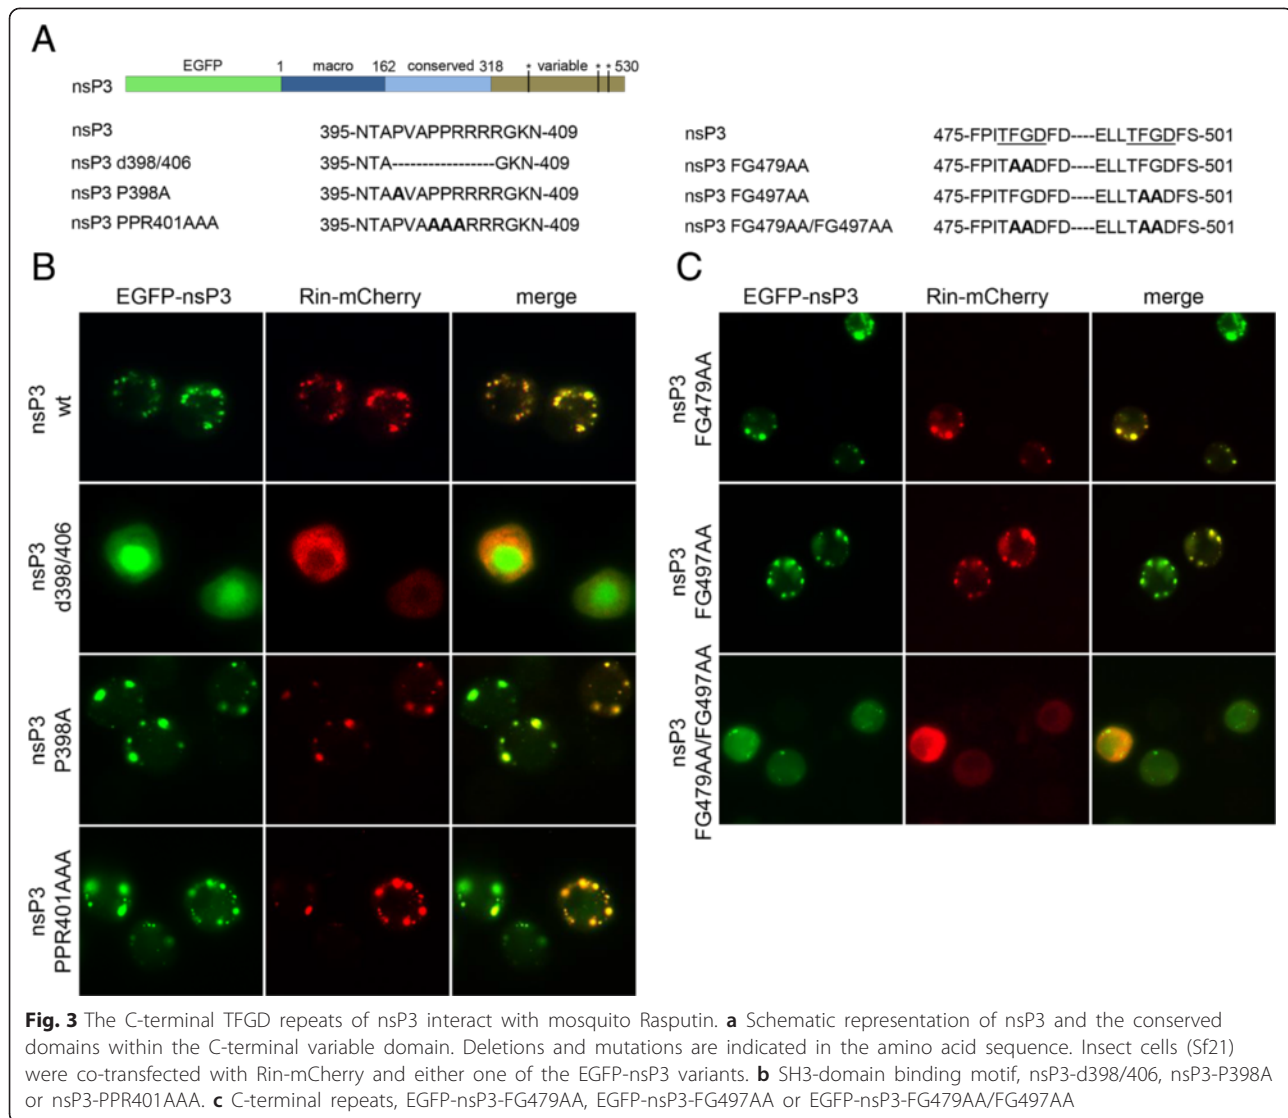 A
EGFP 1 macro 162 conserved 318 * variable * * 530
nsP3
nsP3 395-NTAPVAPPRRRRGKN-409
nsP3 d398/406 395-NTA-----------------GKN-409
nsP3 P398A 395-NTAAVAPPRRRRGKN-409
nsP3 PPR401AAA 395-NTAPVAAAARRRGKN-409
nsP3 475-FPITFGDFD----ELLTFGDFS-501
nsP3 FG479AA 475-FPITAADFD----ELLTFGDFS-501
nsP3 FG497AA 475-FPITFGDFD----ELLTAADFS-501
nsP3 FG479AA/FG497AA 475-FPITAADFD----ELLTAADFS-501
B
EGFP-nsP3 Rin-mCherry merge
nsP3
wt
nsP3
d398/406
nsP3
P398A
nsP3
PPR401AAA
C
EGFP-nsP3 Rin-mCherry merge
nsP3
FG479AA
nsP3
FG497AA
nsP3
FG479AA/FG497AA
Fig. 3 The C-terminal TFGD repeats of nsP3 interact with mosquito Rasputin. a Schematic representation of nsP3 and the conserved
domains within the C-terminal variable domain. Deletions and mutations are indicated in the amino acid sequence. Insect cells (Sf21)
were co-transfected with Rin-mCherry and either one of the EGFP-nsP3 variants. b SH3-domain binding motif, nsP3-d398/406, nsP3-P398A
or nsP3-PPR401AAA. c C-terminal repeats, EGFP-nsP3-FG479AA, EGFP-nsP3-FG497AA or EGFP-nsP3-FG479AA/FG497AA